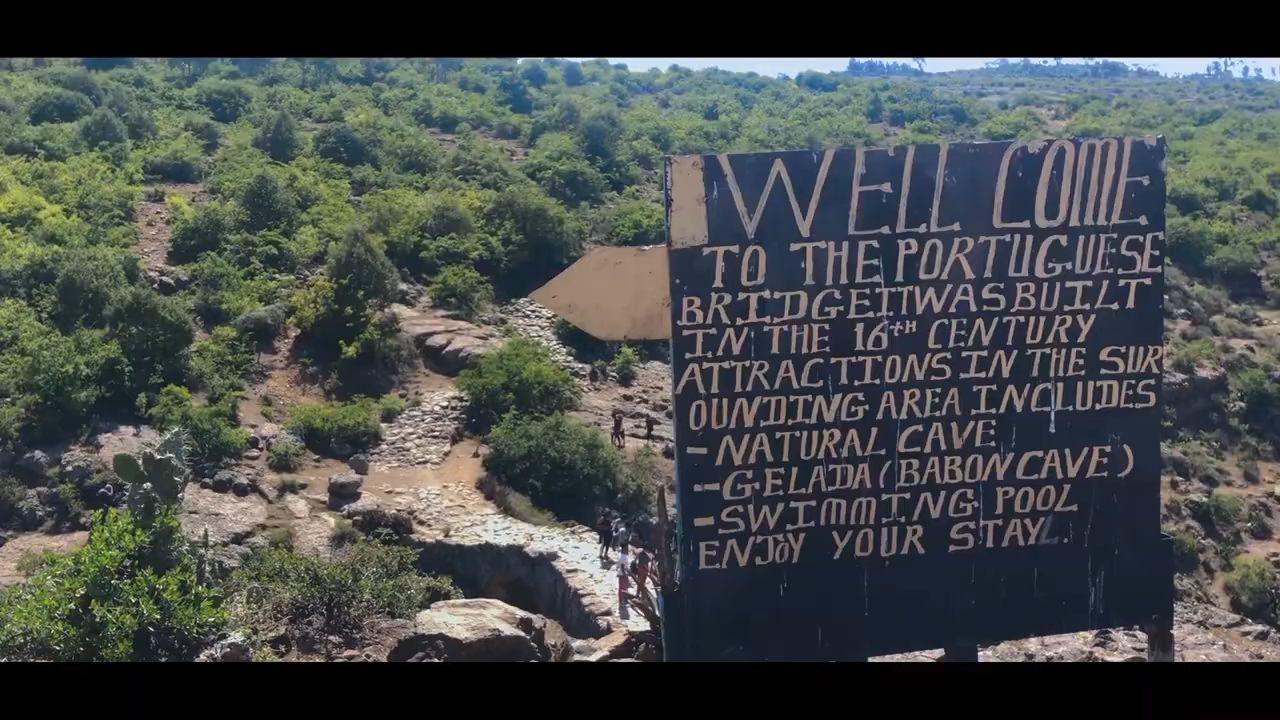 WELL COME
TO THE PORTUGUESE
BRIDGE IT WAS BUILT
IN THE 16th CENTURY
ATTRACTIONS IN THE SUR
OUNDING AREA INCLUDES
- NATURAL CAVE
- GELADA (BABON CAVE)
- SWIMMING POOL
ENJOY YOUR STAY.